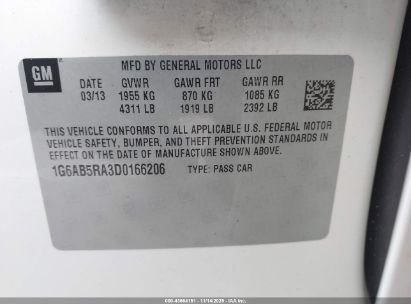 GM
MFD BY GENERAL MOTORS LLC
DATE GVWR GAWR FRT GAWR RR
03/13 1955 KG 870 KG 1085 KG
4311 LB 1919 LB 2392 LB
THIS VEHICLE CONFORMS TO ALL APPLICABLE U.S. FEDERAL MOTOR
VEHICLE SAFETY, BUMPER, AND THEFT PREVENTION STANDARDS
IN EFFECT ON THE DATE OF MANUFACTURE SHOWN ABOVE.
1G6AB5RA3D0166206 TYPE: PASS CAR